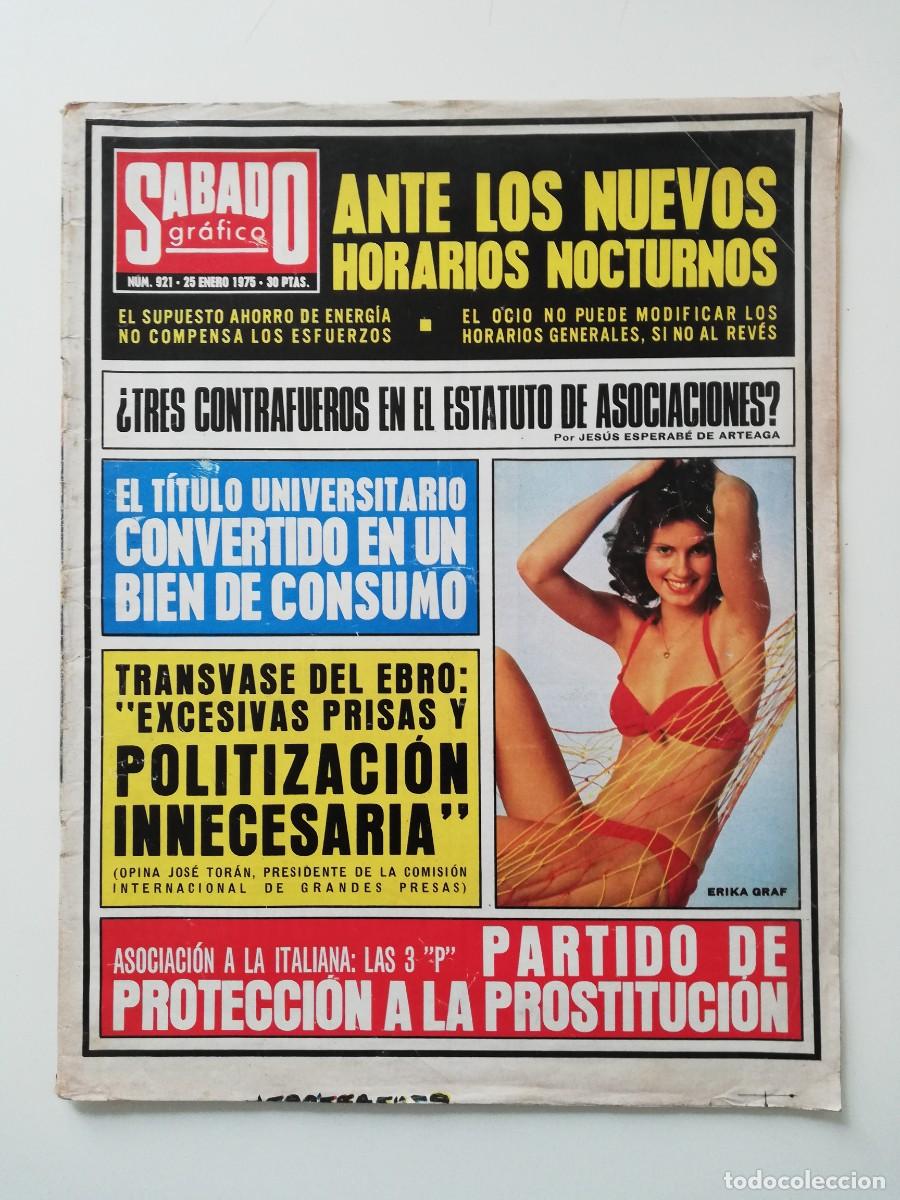 SABADO
gráfico
NÚM. 921 - 25 ENERO 1975 - 30 PTAS.
ANTE LOS NUEVOS
HORARIOS NOCTURNOS
EL SUPUESTO AHORRO DE ENERGÍA
NO COMPENSA LOS ESFUERZOS
EL OCIO NO PUEDE MODIFICAR LOS
HORARIOS GENERALES, SI NO AL REVÉS
¿TRES CONTRAFUEROS EN EL ESTATUTO DE ASOCIACIONES?
Por JESÚS ESPERABÉ DE ARTEAGA
EL TÍTULO UNIVERSITARIO
CONVERTIDO EN UN
BIEN DE CONSUMO
TRANSVASE DEL EBRO:
"EXCESIVAS PRISAS Y
POLITIZACIÓN
INNECESARIA"
(OPINA JOSÉ TORÁN, PRESIDENTE DE LA COMISIÓN
INTERNACIONAL DE GRANDES PRESAS)
ERIKA GRAF
ASOCIACIÓN A LA ITALIANA: LAS 3 "P" PARTIDO DE
PROTECCIÓN A LA PROSTITUCIÓN
todocoleccion